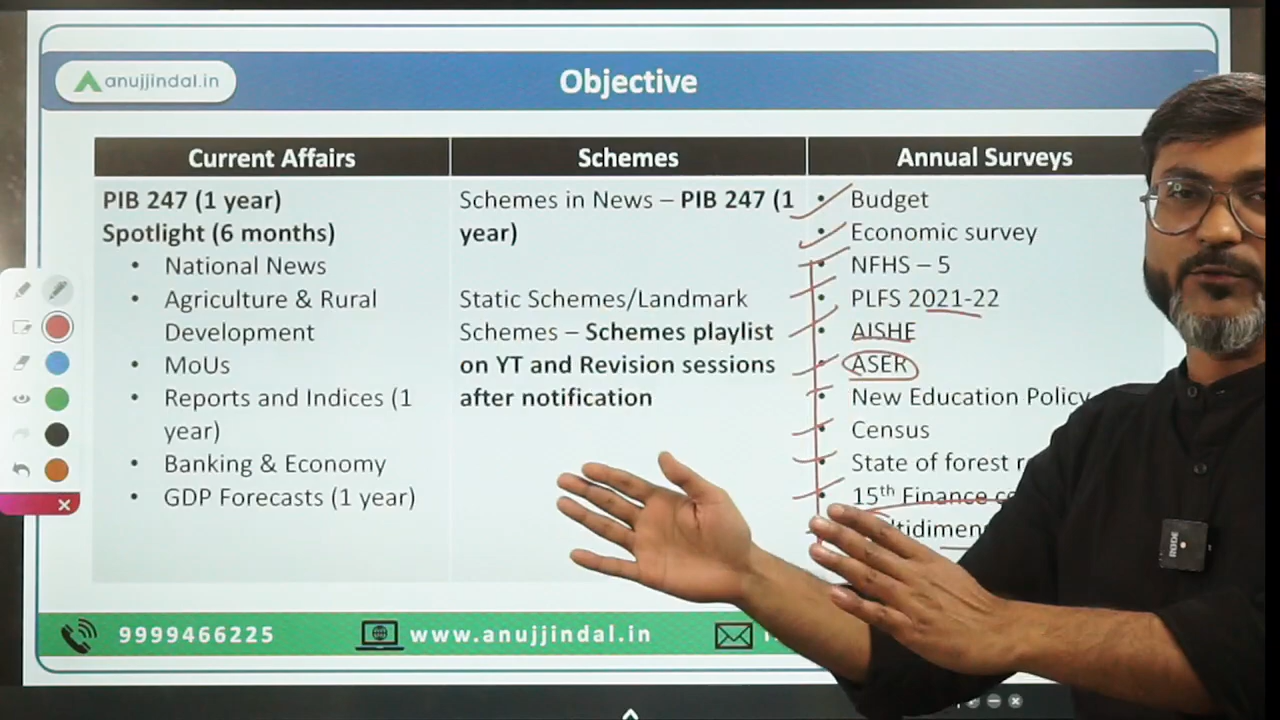 anujjindal.in
Objective
Current Affairs
PIB 247 (1 year)
Spotlight (6 months)
• National News
• Agriculture & Rural
Development
• MoUs
• Reports and Indices (1
year)
• Banking & Economy
• GDP Forecasts (1 year)
Schemes
Schemes in News – PIB 247 (1
year)
Static Schemes/Landmark
Schemes – Schemes playlist
on YT and Revision sessions
after notification
Annual Surveys
• Budget
• Economic survey
• NFHS – 5
• PLFS 2021-22
• AISHE
• ASER
• New Education Policy
• Census
• State of forest
• 15th Finance
9999466225
www.anujjindal.in
RODE